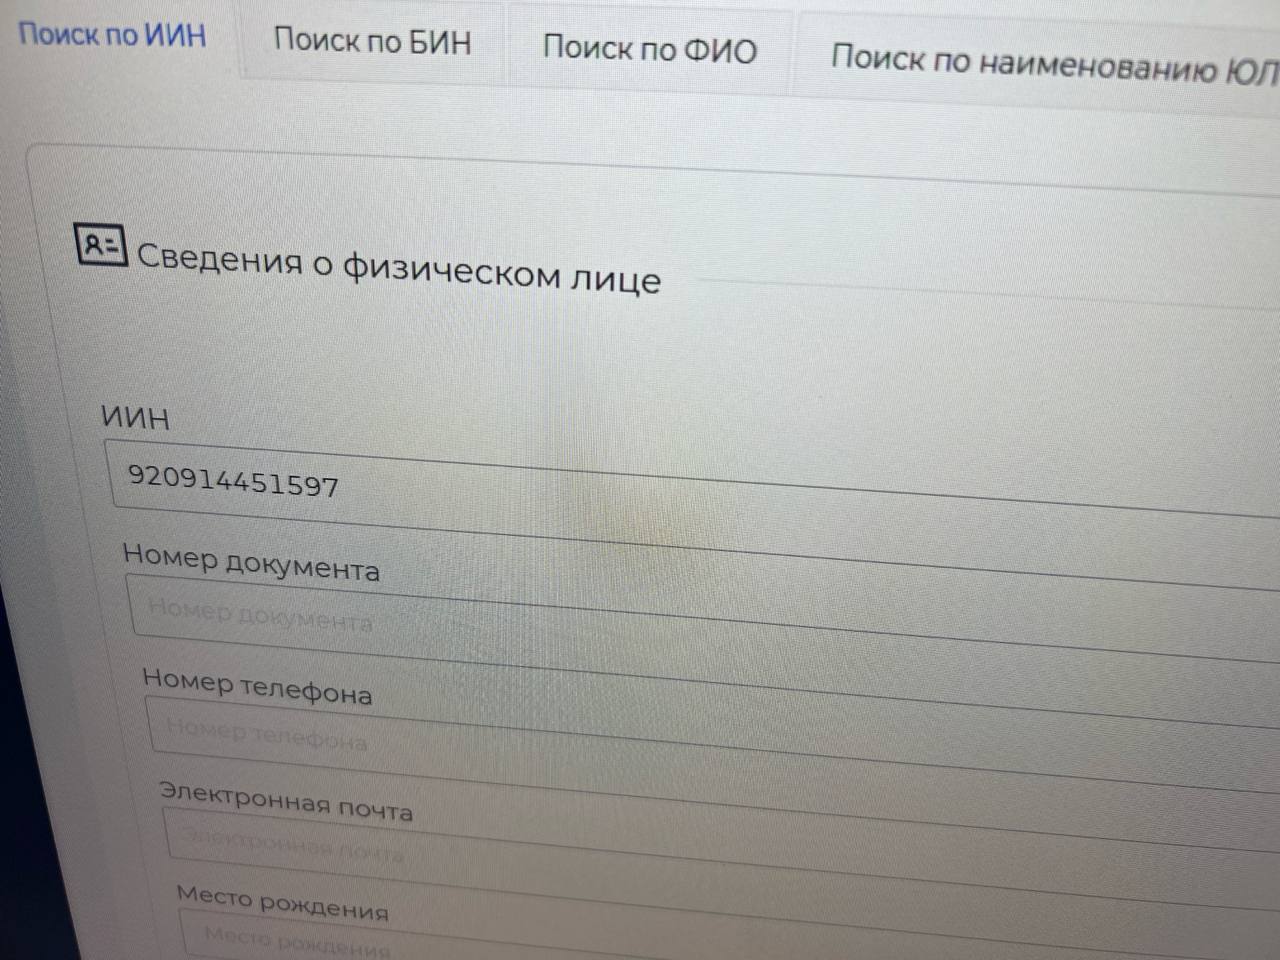 Поиск по ИИН
Поиск по БИН
Поиск по ФИО
Поиск по наименованию ЮЛ
Сведения о физическом лице
ИИН
920914451597
Номер документа
Номер документа
Номер телефона
Номер телефона
Электронная почта
Электронная почта
Место рождения
Место рождения